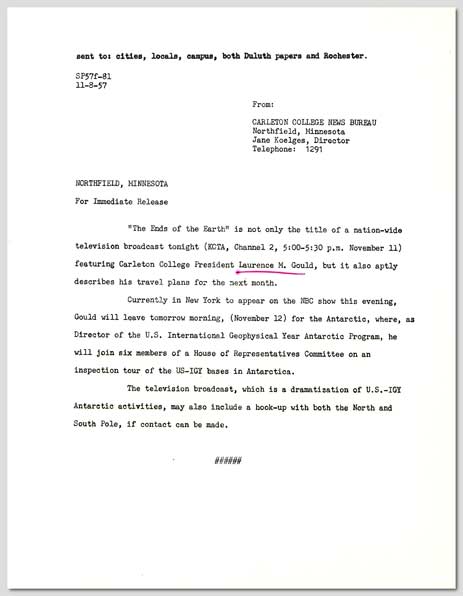 sent to: cities, locals, campus, both Duluth papers and Rochester.
SP57f-81
11-8-57
From:
CARLETON COLLEGE NEWS BUREAU
Northfield, Minnesota
Jane Koelges, Director
Telephone: 1291
NORTHFIELD, MINNESOTA
For Immediate Release
"The Ends of the Earth" is not only the title of a nation-wide
television broadcast tonight (KCTA, Channel 2, 5:00-5:30 p.m. November 11)
featuring Carleton College President Laurence M. Gould, but it also aptly
describes his travel plans for the next month.
Currently in New York to appear on the NBC show this evening,
Gould will leave tomorrow morning, (November 12) for the Antarctic, where, as
Director of the U.S. International Geophysical Year Antarctic Program, he
will join six members of a House of Representatives Committee on an
inspection tour of the US-IGY bases in Antarctica.
The television broadcast, which is a dramatization of U.S.-IGY
Antarctic activities, may also include a hook-up with both the North and
South Pole, if contact can be made.
######